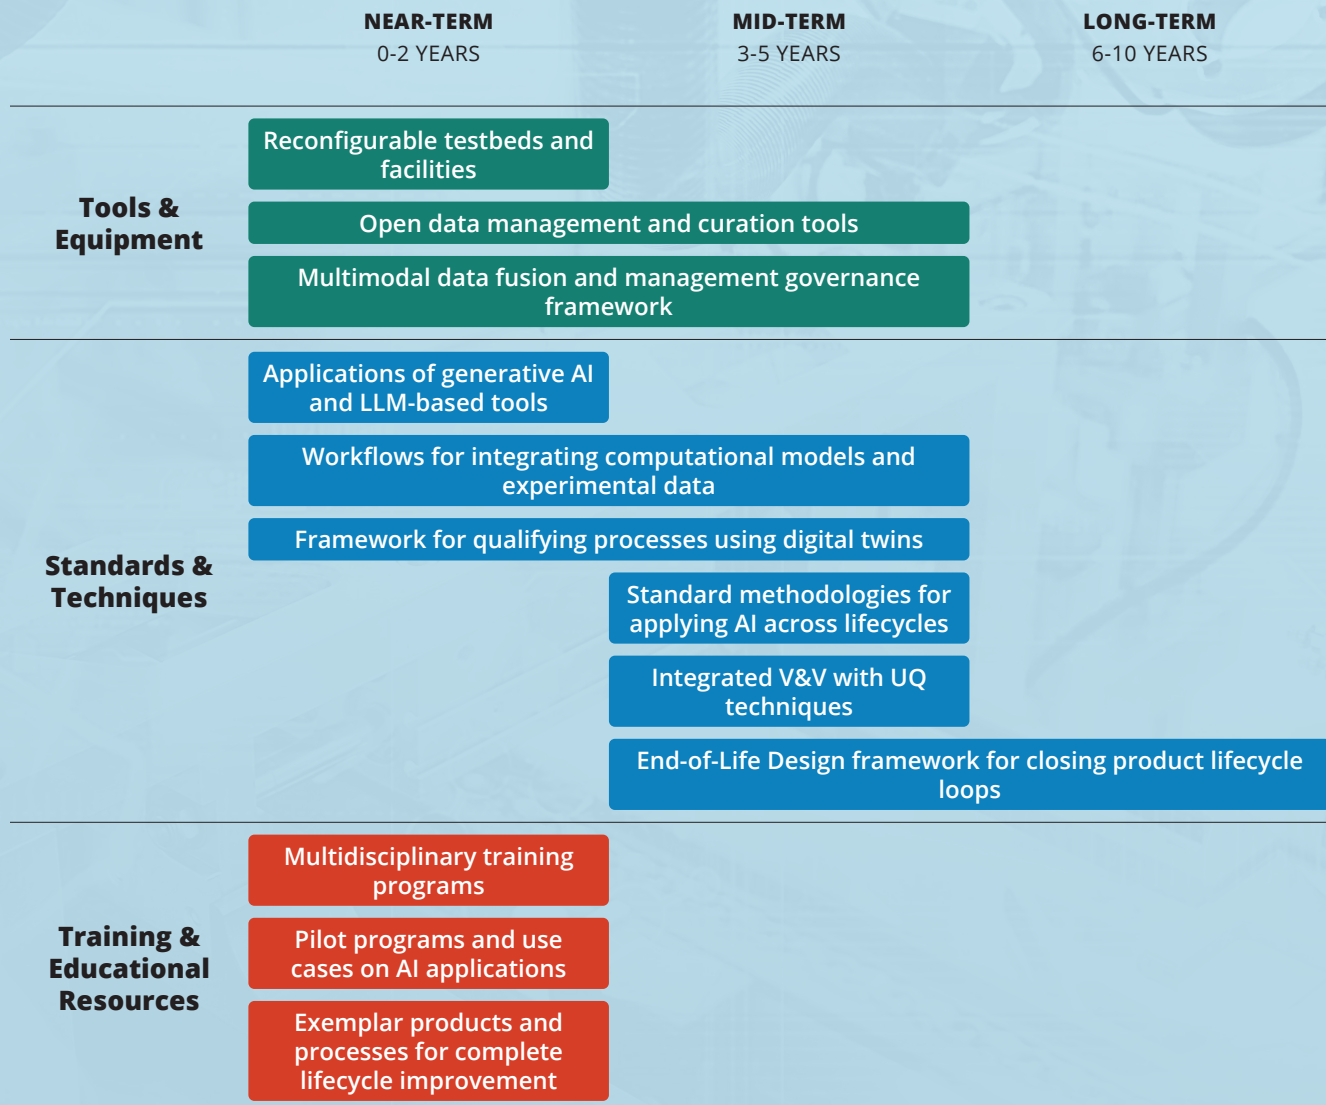 NEAR-TERM
0-2 YEARS
MID-TERM
3-5 YEARS
LONG-TERM
6-10 YEARS
Tools &
Equipment
Reconfigurable testbeds and
facilities
Open data management and curation tools
Multimodal data fusion and management governance
framework
Standards &
Techniques
Applications of generative AI
and LLM-based tools
Workflows for integrating computational models and
experimental data
Framework for qualifying processes using digital twins
Standard methodologies for
applying AI across lifecycles
Integrated V&V with UQ
techniques
End-of-Life Design framework for closing product lifecycle
loops
Training &
Educational
Resources
Multidisciplinary training
programs
Pilot programs and use
cases on AI applications
Exemplar products and
processes for complete
lifecycle improvement